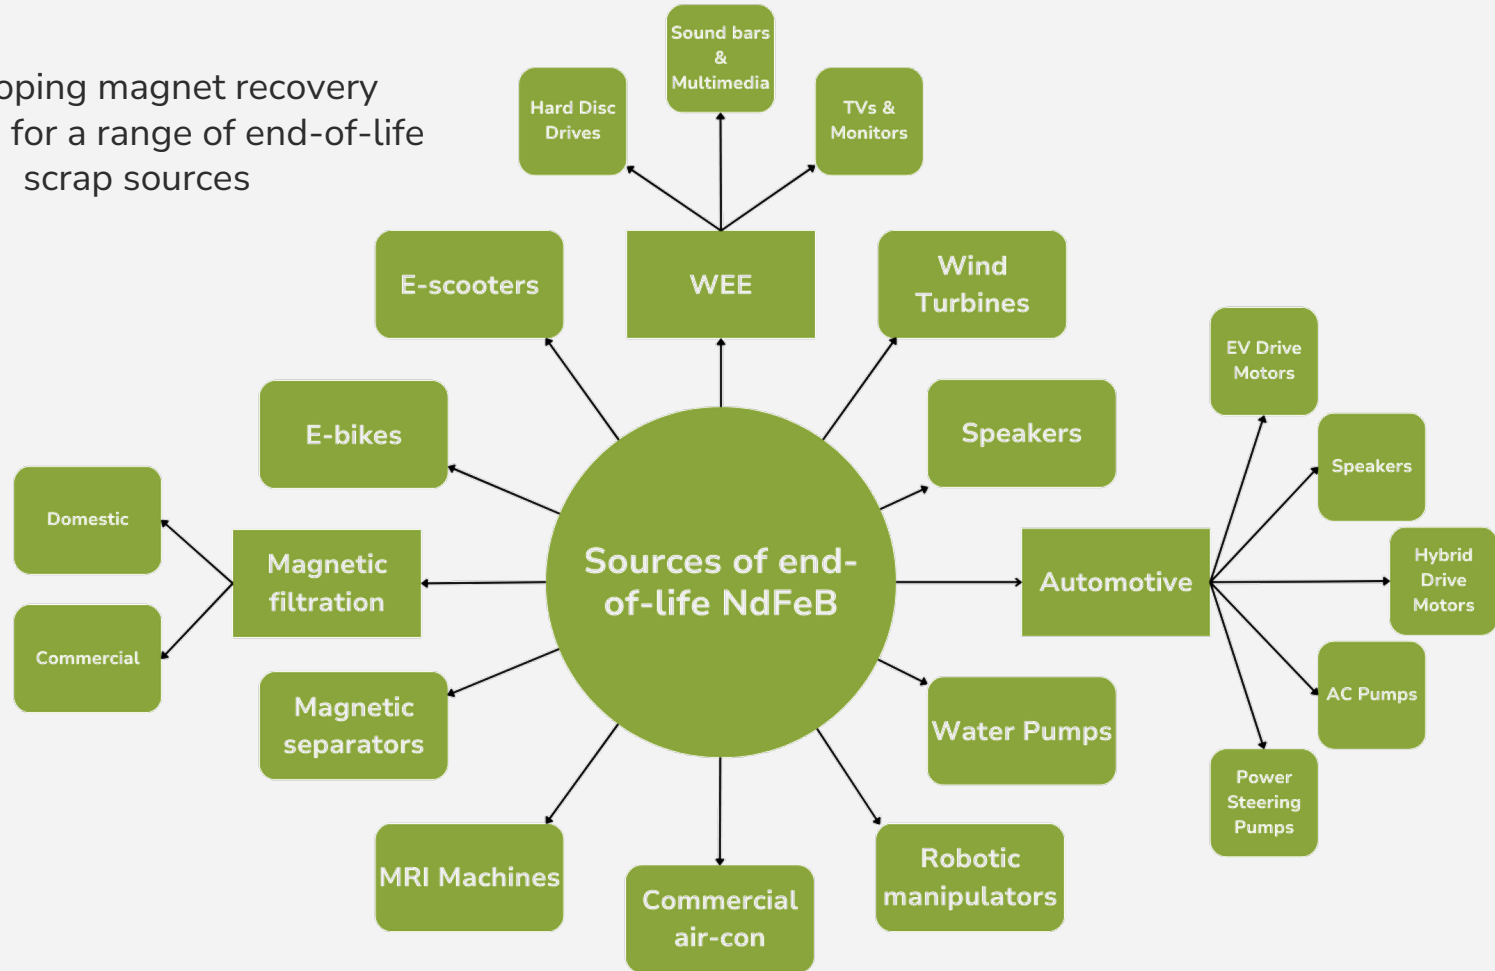 oping magnet recovery
for a range of end-of-life
scrap sources
Sound bars
&
Multimedia
Hard Disc
Drives
TVs &
Monitors
E-scooters
WEE
Wind
Turbines
EV Drive
Motors
E-bikes
Speakers
Speakers
Domestic
Magnetic
filtration
Sources of end-
of-life NdFeB
Automotive
Hybrid
Drive
Motors
Commercial
Magnetic
separators
Water Pumps
AC Pumps
Power
Steering
Pumps
MRI Machines
Commercial
air-con
Robotic
manipulators